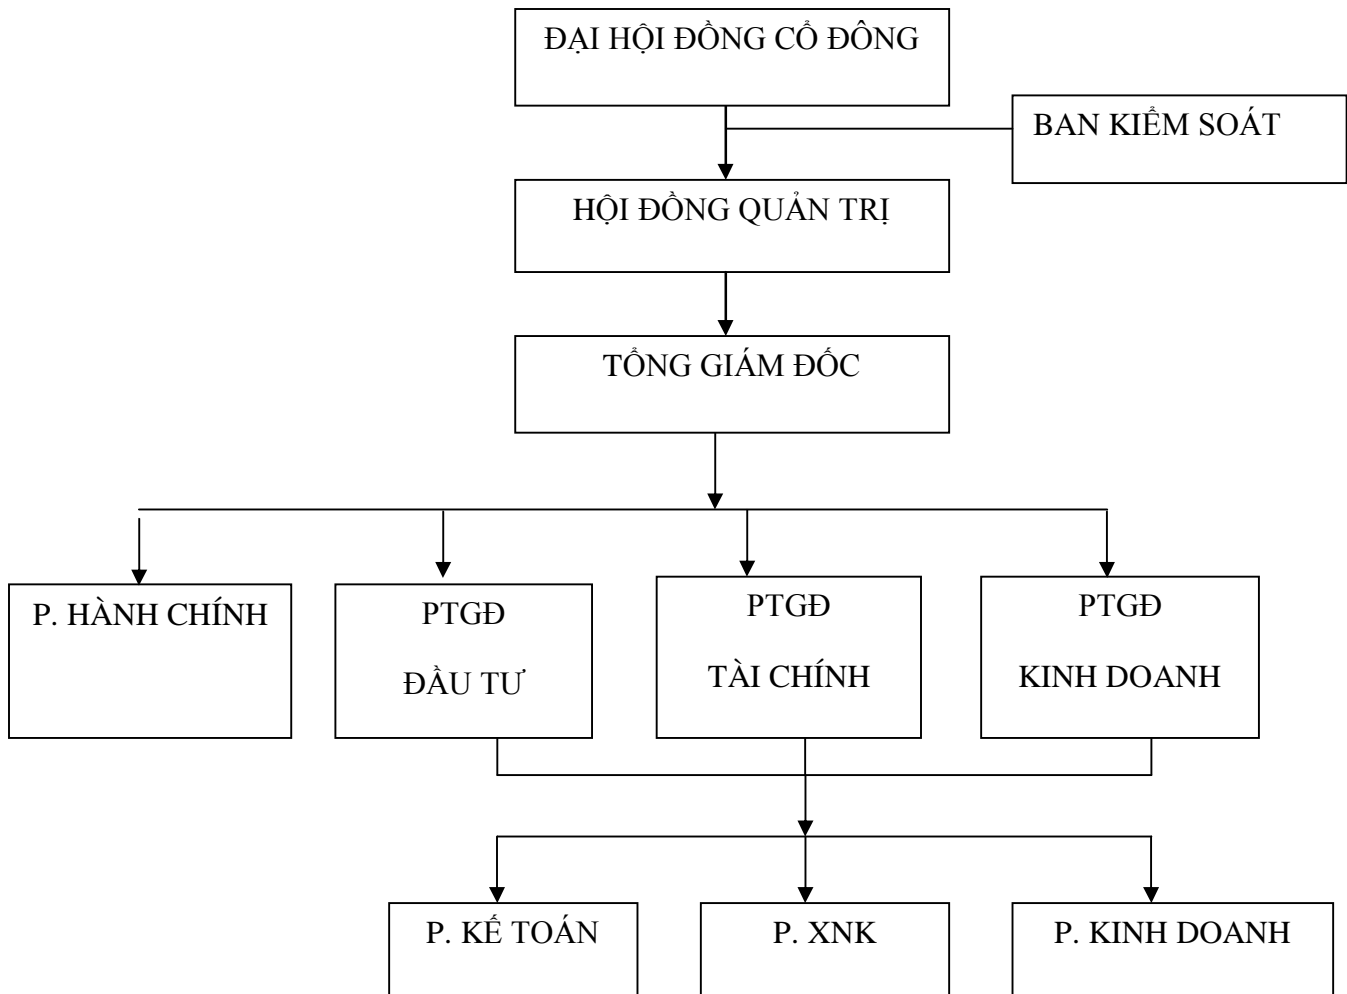 ĐẠI HỘI ĐỒNG CỔ ĐÔNG
BAN KIỂM SOÁT
HỘI ĐỒNG QUẢN TRỊ
TỔNG GIÁM ĐỐC
P. HÀNH CHÍNH
PTGĐ
ĐẦU TƯ
PTGĐ
TÀI CHÍNH
PTGĐ
KINH DOANH
P. KẾ TOÁN
P. XNK
P. KINH DOANH